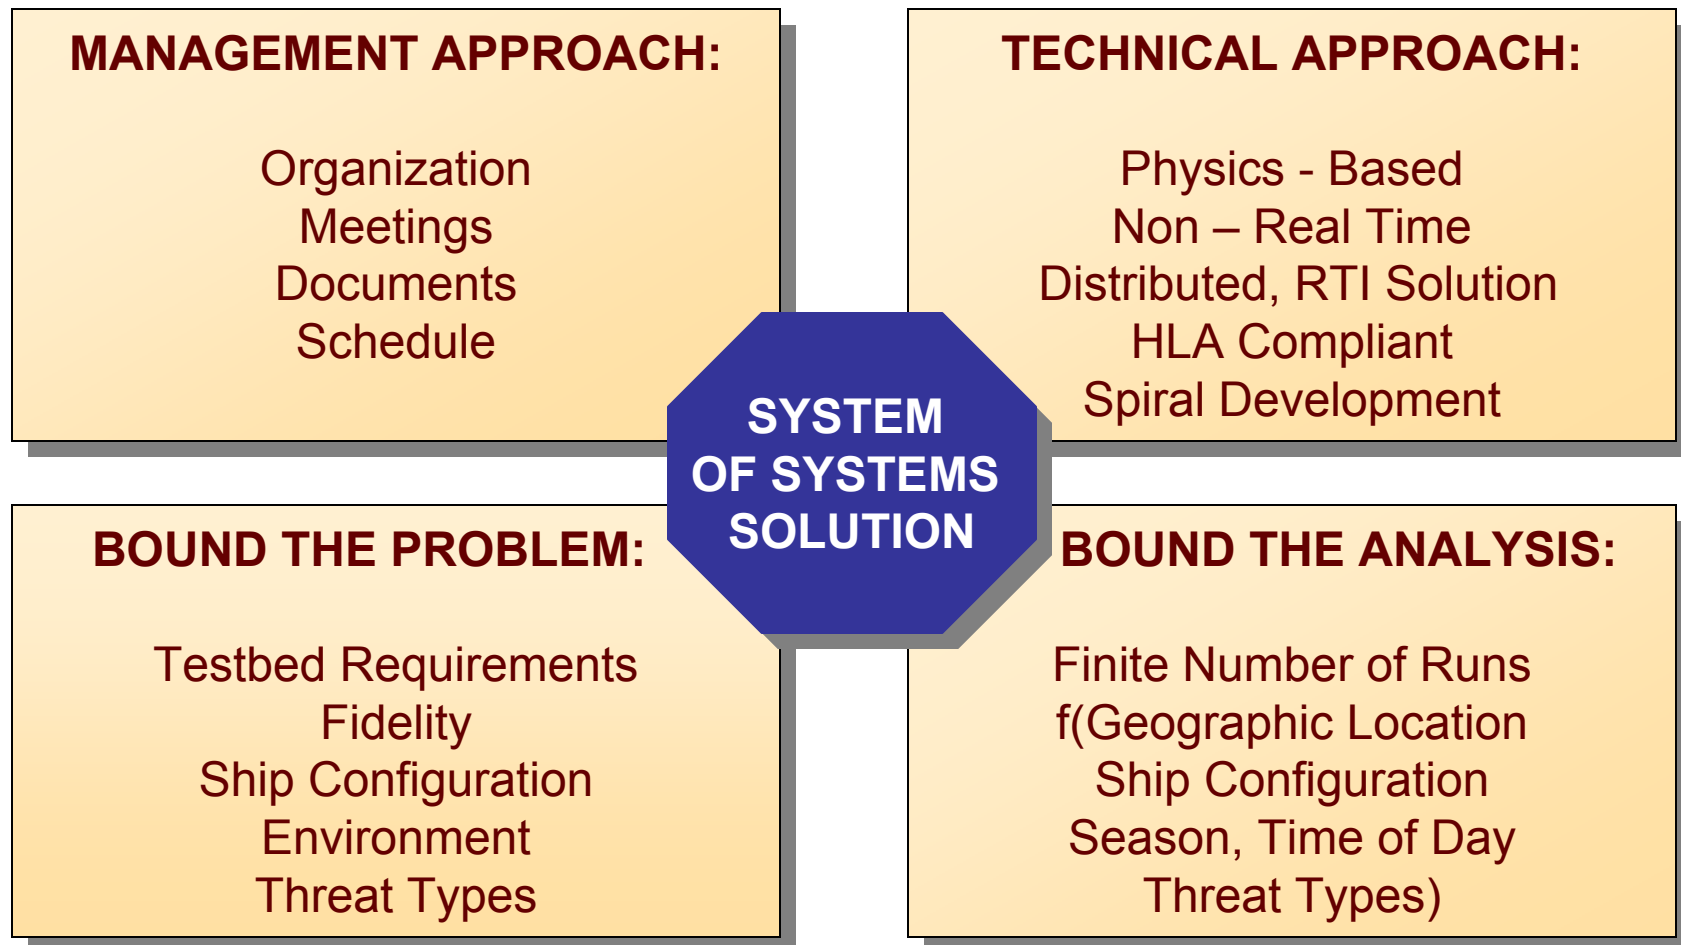 MANAGEMENT APPROACH:
Organization
Meetings
Documents
Schedule
TECHNICAL APPROACH:
Physics - Based
Non – Real Time
Distributed, RTI Solution
HLA Compliant
Spiral Development
SYSTEM
OF SYSTEMS
SOLUTION
BOUND THE PROBLEM:
Testbed Requirements
Fidelity
Ship Configuration
Environment
Threat Types
BOUND THE ANALYSIS:
Finite Number of Runs
f(Geographic Location
Ship Configuration
Season, Time of Day
Threat Types)